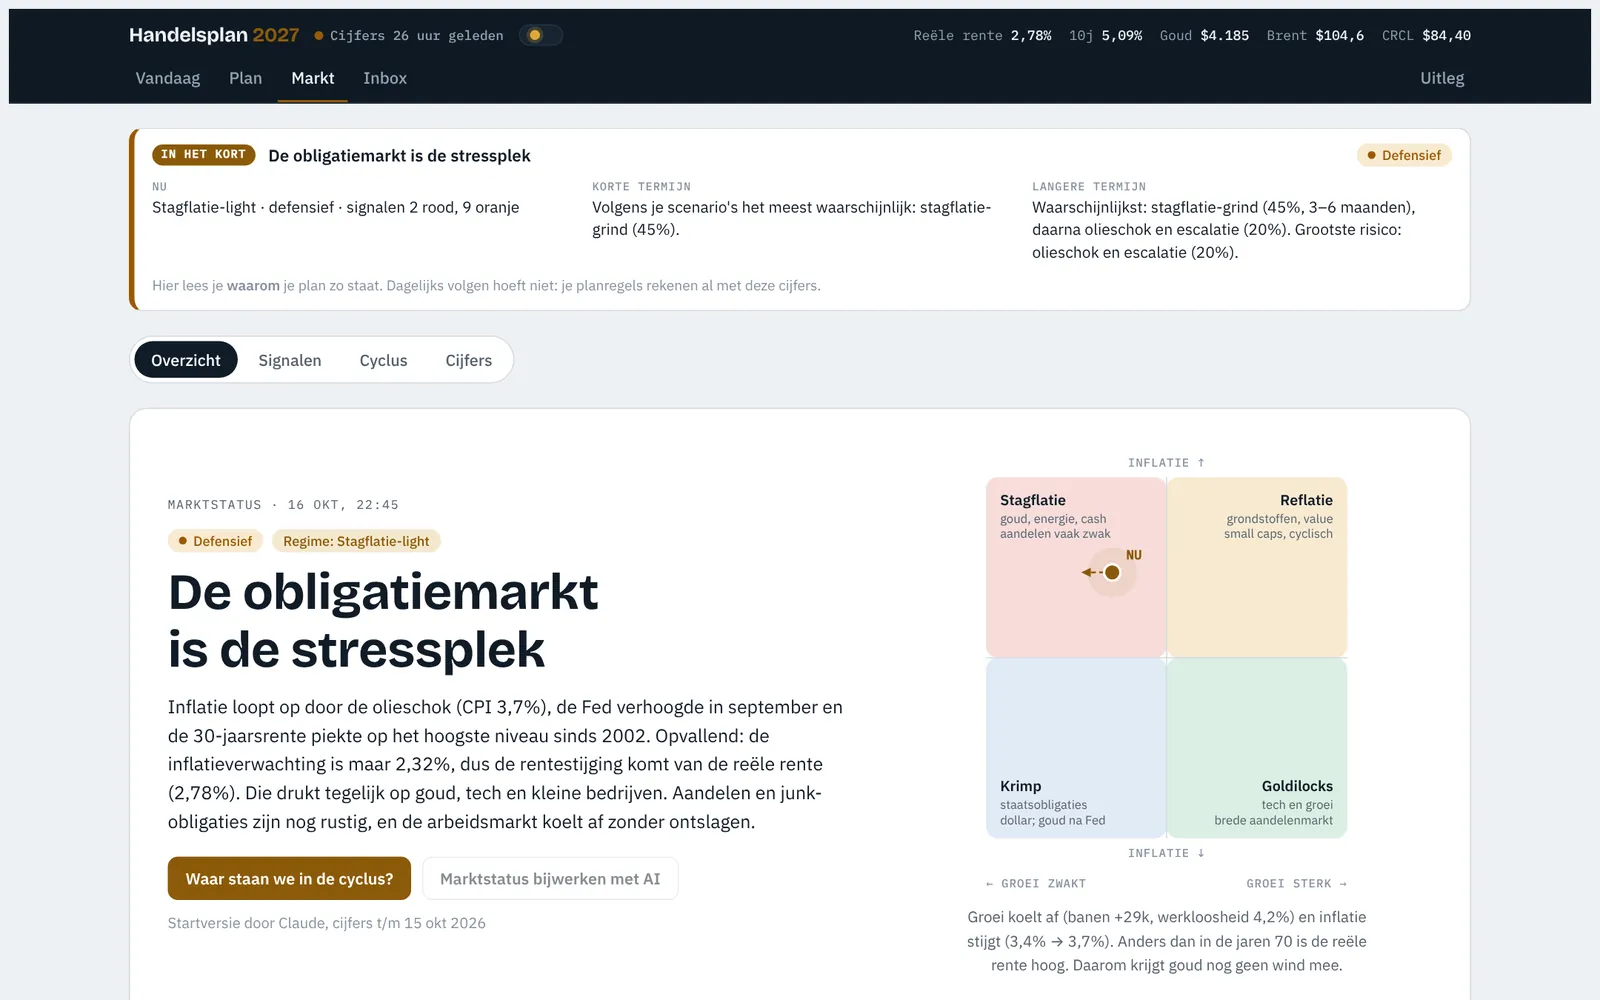 Handelsplan 2027
Cijfers 26 uur geleden
Reële rente 2,78% 10j 5,09% Goud $4.185 Brent $104,6 CRCL $84,40
Vandaag Plan Markt Inbox Uitleg
IN HET KORT De obligatiemarkt is de stressplek
Defensief
NU
Stagflatie-light · defensief · signalen 2 rood, 9 oranje
KORTE TERMIJN
Volgens je scenario's het meest waarschijnlijk: stagflatie-
grind (45%).
LANGERE TERMIJN
Waarschijnlijkst: stagflatie-grind (45%, 3–6 maanden),
daarna olieschok en escalatie (20%). Grootste risico:
olieschok en escalatie (20%).
Hier lees je waarom je plan zo staat. Dagelijks volgen hoeft niet: je planregels rekenen al met deze cijfers.
Overzicht Signalen Cyclus Cijfers
MARKTSTATUS · 16 OKT, 22:45
Defensief Regime: Stagflatie-light
De obligatiemarkt
is de stressplek
Inflatie loopt op door de olieschok (CPI 3,7%), de Fed verhoogde in september en
de 30-jaarsrente piekte op het hoogste niveau sinds 2002. Opvallend: de
inflatieverwachting is maar 2,32%, dus de rentestijging komt van de reële rente
(2,78%). Die drukt tegelijk op goud, tech en kleine bedrijven. Aandelen en junk-
obligaties zijn nog rustig, en de arbeidsmarkt koelt af zonder ontslagen.
Waar staan we in de cyclus? Marktstatus bijwerken met AI
Startversie door Claude, cijfers t/m 15 okt 2026
INFLATIE ↑
Stagflatie
goud, energie, cash
aandelen vaak zwak
NU
Reflatie
grondstoffen, value
small caps, cyclisch
Krimp
staatsobligaties
dollar; goud na Fed
Goldilocks
tech en groei
brede aandelenmarkt
INFLATIE ↓
← GROEI ZWAKT GROEI STERK →
Groei koelt af (banen +29k, werkloosheid 4,2%) en inflatie
stijgt (3,4% → 3,7%). Anders dan in de jaren 70 is de reële
rente hoog. Daarom krijgt goud nog geen wind mee.